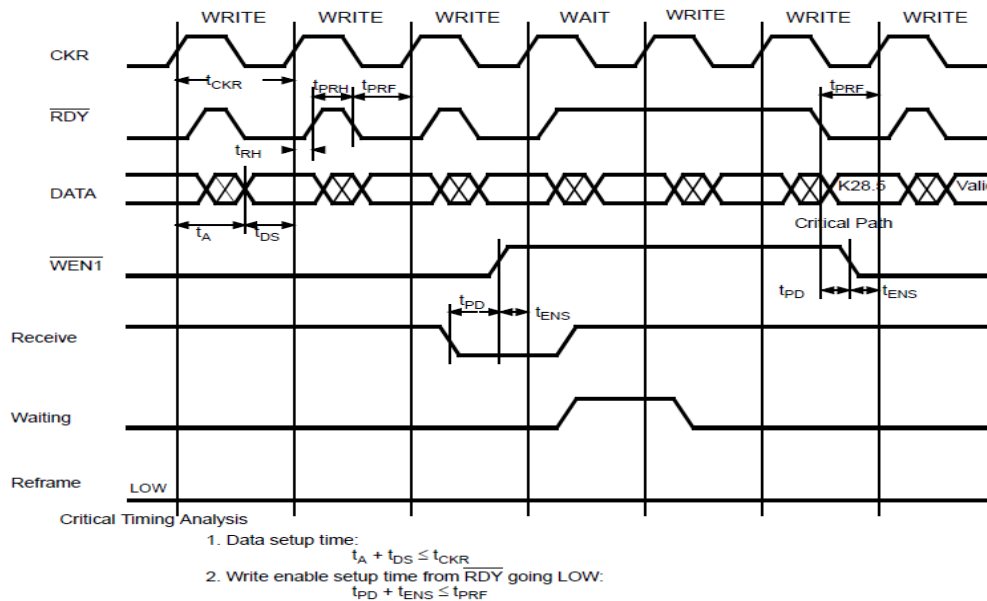 WRITE WRITE WRITE WAIT WRITE WRITE WRITE
CKR
tCKR tPRH tPRF tPRF
RDY
tRH
DATA K28.5 Vali
tA tDS Critical Path
WEN1
tPD tENS tPD tENS
Receive
Waiting
Reframe LOW
Critical Timing Analysis
1. Data setup time:
tA + tDS ≤ tCKR
2. Write enable setup time from RDY going LOW:
tPD + tENS ≤ tPRF